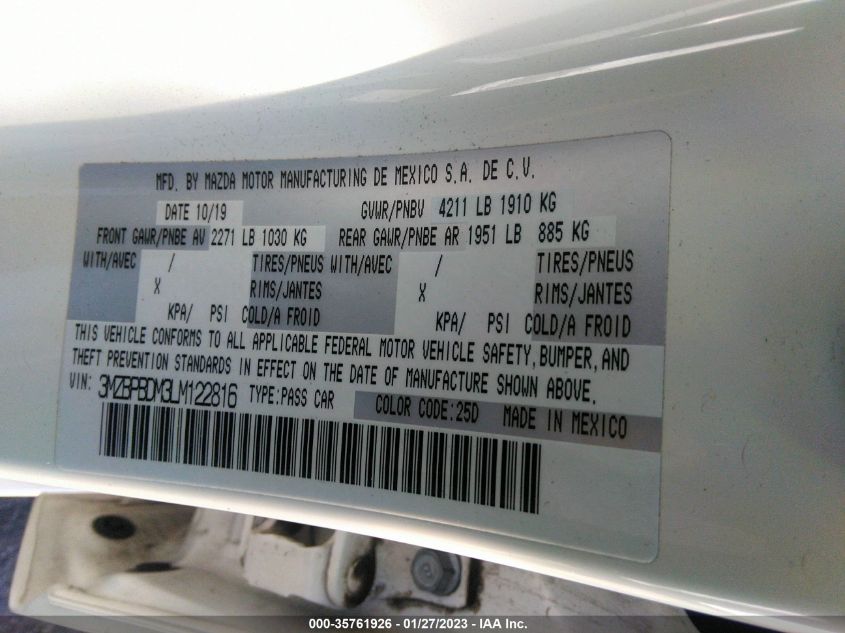 MFD. BY MAZDA MOTOR MANUFACTURING DE MEXICO S.A. DE C.V.
DATE 10/19 GVWR/PNBV 4211 LB 1910 KG
FRONT GAWR/PNBE AV 2271 LB 1030 KG REAR GAWR/PNBE AR 1951 LB 885 KG
WITH/AVEC / TIRES/PNEUS WITH/AVEC / TIRES/PNEUS
X RIMS/JANTES X RIMS/JANTES
KPA/ PSI COLD/A FROID KPA/ PSI COLD/A FROID
THIS VEHICLE CONFORMS TO ALL APPLICABLE FEDERAL MOTOR VEHICLE SAFETY, BUMPER, AND
THEFT PREVENTION STANDARDS IN EFFECT ON THE DATE OF MANUFACTURE SHOWN ABOVE.
VIN: 3MZBPBDM3LM122816 TYPE:PASS CAR COLOR CODE:25D MADE IN MEXICO
000-35761926 - 01/27/2023 - IAA Inc.